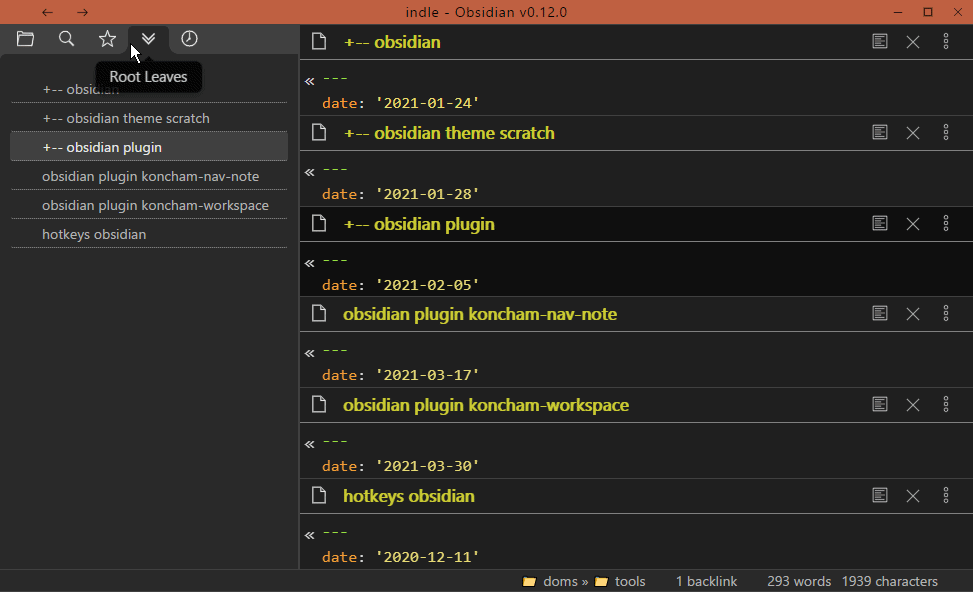 indle - Obsidian v0.12.0
Root Leaves
+-- obsidian
+-- obsidian theme scratch
+-- obsidian plugin
obsidian plugin koncham-nav-note
obsidian plugin koncham-workspace
hotkeys obsidian
+-- obsidian
---
date: '2021-01-24'
+-- obsidian theme scratch
---
date: '2021-01-28'
+-- obsidian plugin
---
date: '2021-02-05'
obsidian plugin koncham-nav-note
---
date: '2021-03-17'
obsidian plugin koncham-workspace
---
date: '2021-03-30'
hotkeys obsidian
---
date: '2020-12-11'
doms » tools 1 backlink 293 words 1939 characters